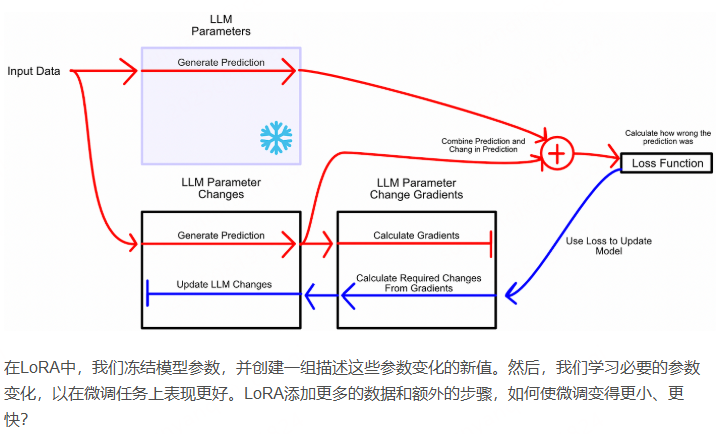 LLM
Parameters
Input Data
Generate Prediction
Combine Prediction and
Chang in Prediction
Calculate how wrong the
prediction was
Loss Function
LLM Parameter
Changes
LLM Parameter
Change Gradients
Generate Prediction
Calculate Gradients
Use Loss to Update
Model
Update LLM Changes
Calculate Required Changes
From Gradients
在LoRA中，我们冻结模型参数，并创建一组描述这些参数变化的新值。然后，我们学习必要的参数
变化，以在微调任务上表现更好。LoRA添加更多的数据和额外的步骤，如何使微调变得更小、更
快？